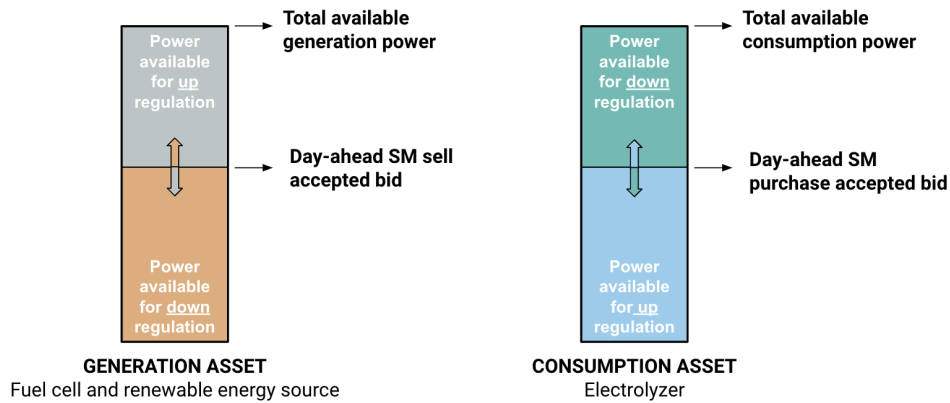 Total available
generation power
Power
available
for up
regulation
Day-ahead SM sell
accepted bid
Power
available
for down
regulation
GENERATION ASSET
Fuel cell and renewable energy source
Total available
consumption power
Power
available
for down
regulation
Day-ahead SM
purchase accepted bid
Power
available
for up
regulation
CONSUMPTION ASSET
Electrolyzer